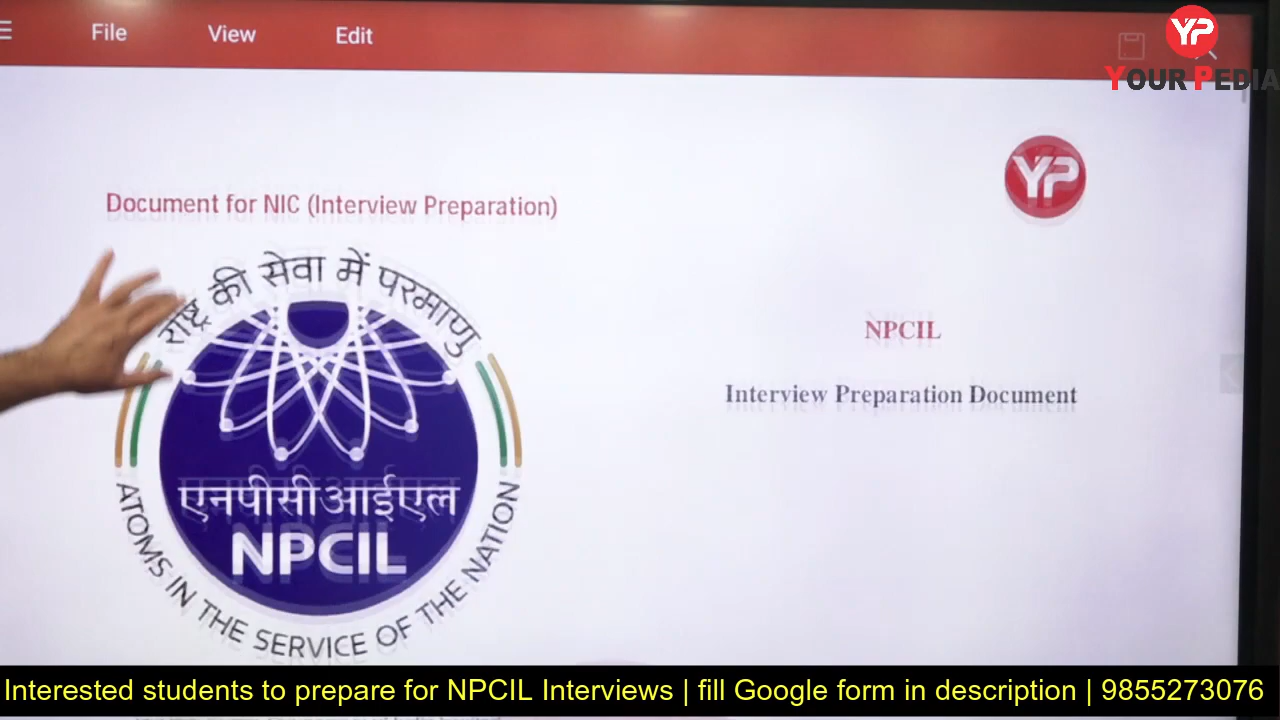 File View Edit
YP
YOUR PEDIA
YP
Document for NIC (Interview Preparation)
राष्ट्र की सेवा में परमाणु
एनपीसीआईएल
NPCIL
ATOMS IN THE SERVICE OF THE NATION
NPCIL
Interview Preparation Document
Interested students to prepare for NPCIL Interviews | fill Google form in description | 9855273076